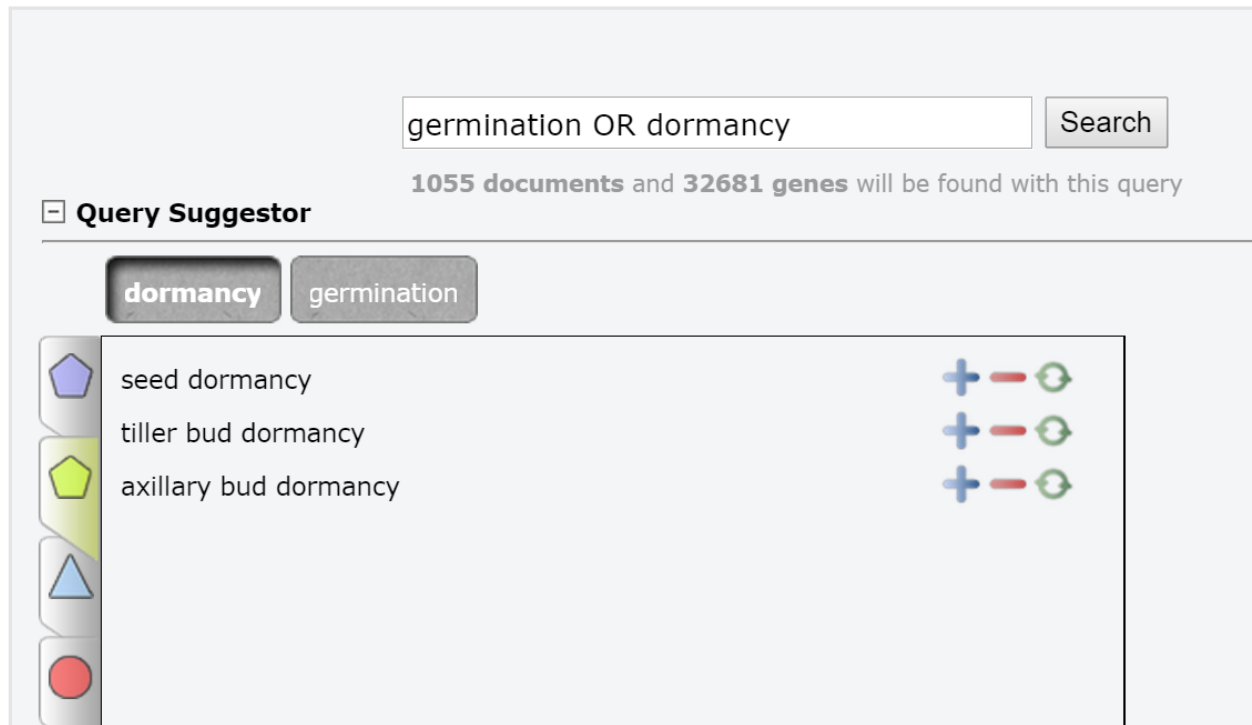 germination OR dormancy
Search
1055 documents and 32681 genes will be found with this query
Query Suggestor
dormancy
germination
seed dormancy
tiller bud dormancy
axillary bud dormancy